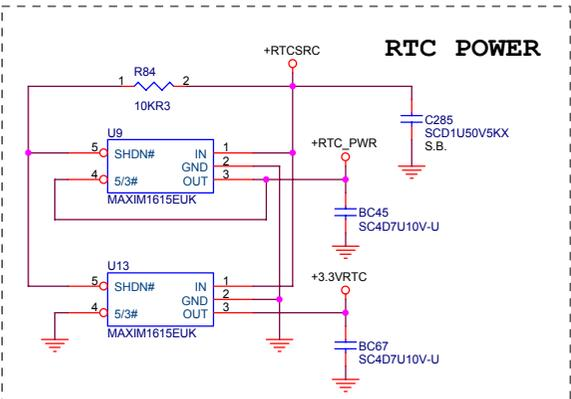 RTC POWER
+RTCSRC
R84
1 2
10KR3
C285
SCD1U50V5KX
S.B.
U9
5 SHDN# IN 1
GND 2
4 5/3# OUT 3
MAXIM1615EUK
+RTC_PWR
BC45
SC4D7U10V-U
U13
5 SHDN# IN 1
GND 2
4 5/3# OUT 3
MAXIM1615EUK
+3.3VRTC
BC67
SC4D7U10V-U